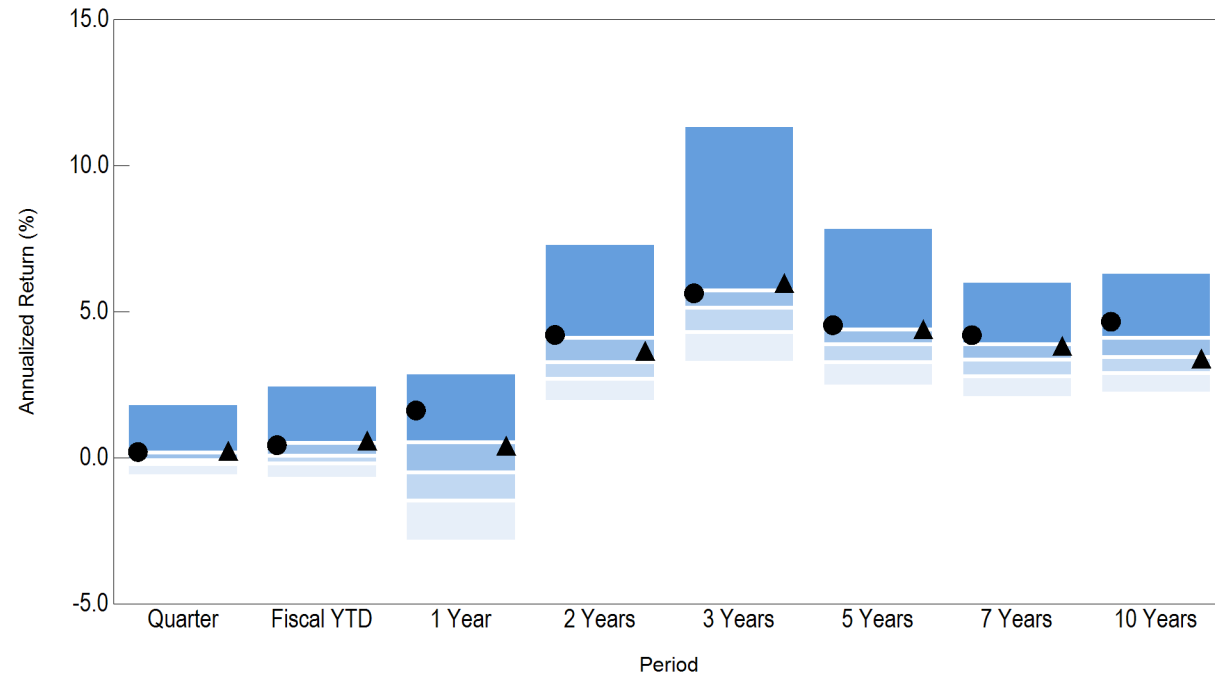 15.0
10.0
5.0
0.0
-5.0
Annualized Return (%)
Quarter Fiscal YTD 1 Year 2 Years 3 Years 5 Years 7 Years 10 Years
Period